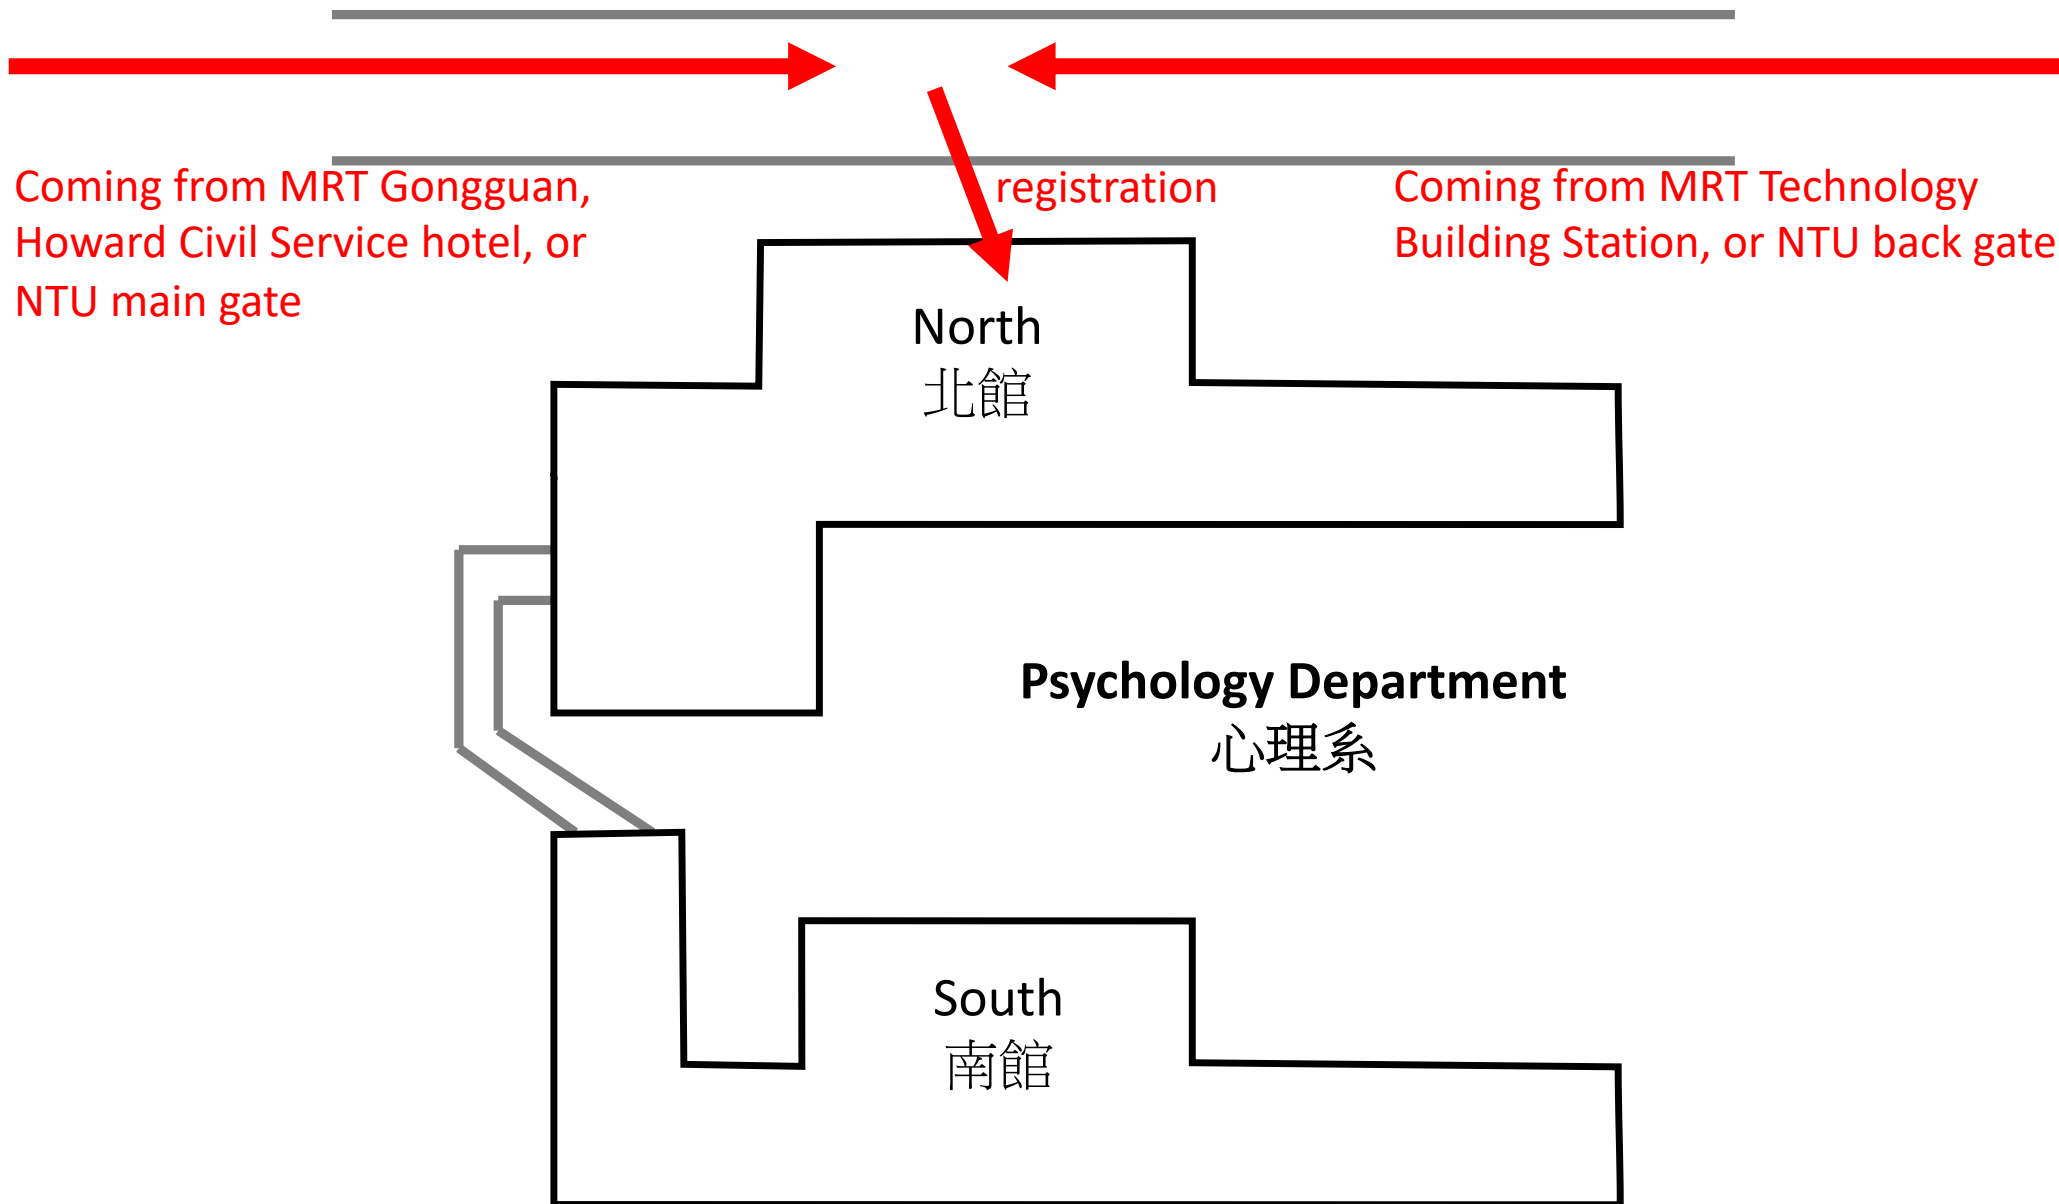 Coming from MRT Gongguan,
Howard Civil Service hotel, or
NTU main gate
registration
Coming from MRT Technology
Building Station, or NTU back gate
North
北館
Psychology Department
心理系
South
南館